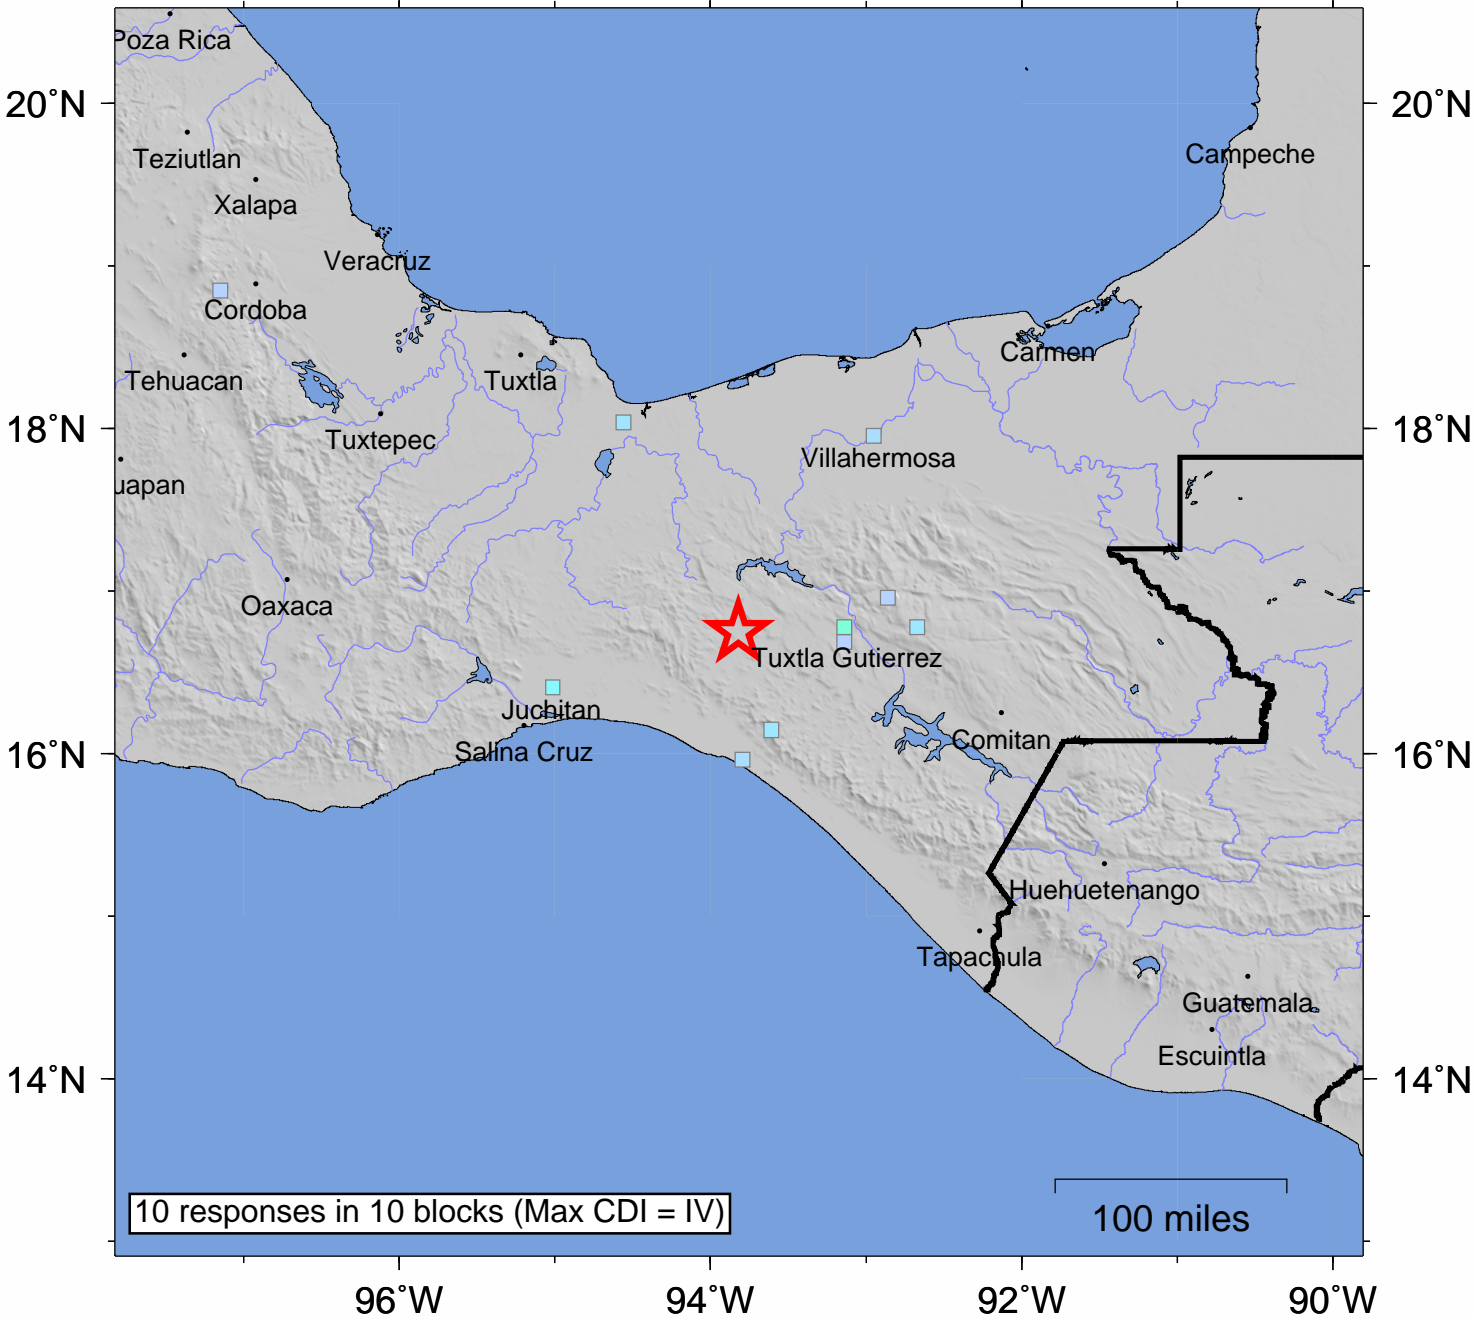 Poza Rica
20°N
20°N
Teziutlan
Campeche
Xalapa
Veracruz
Cordoba
Carmen
Tehuacan
Tuxtla
18°N
18°N
Tuxtepec
Villahermosa
uapan
Oaxaca
Tuxtla Gutierrez
Juchitan
Salina Cruz
Comitan
16°N
16°N
Huehuetenango
Tapachula
Guatemala
Escuintla
14°N
14°N
10 responses in 10 blocks (Max CDI = IV)
100 miles
96°W
94°W
92°W
90°W